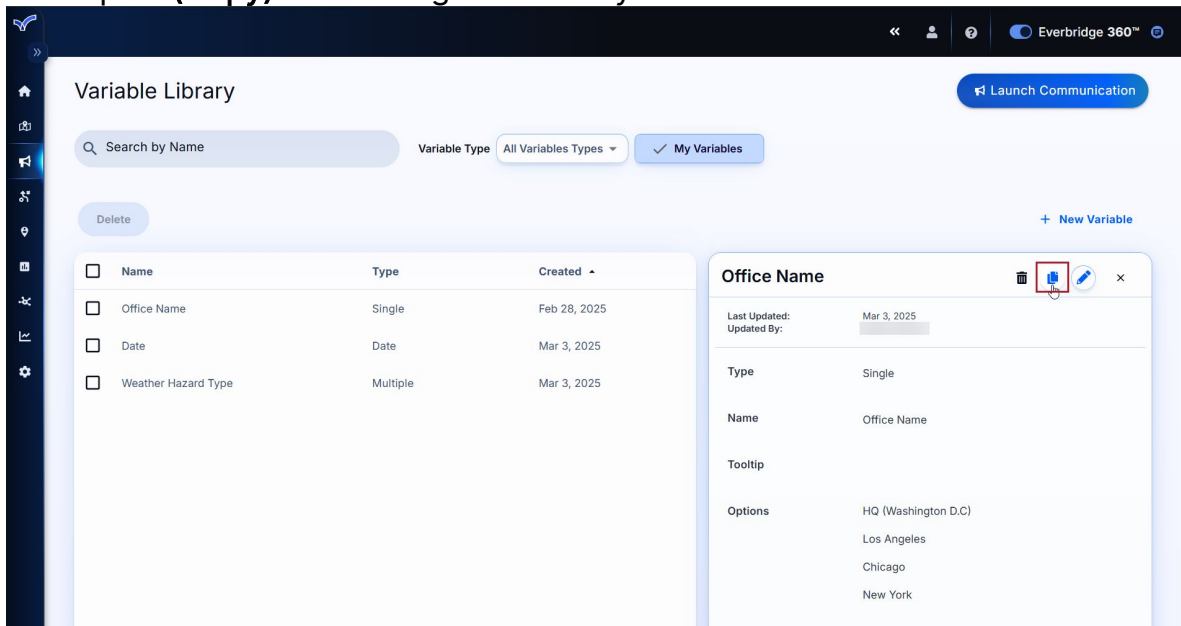 Everbridge 360™
Variable Library
Launch Communication
Search by Name
Variable Type
All Variables Types
My Variables
Delete
+ New Variable
Name Type Created
Office Name Single Feb 28, 2025
Date Date Mar 3, 2025
Weather Hazard Type Multiple Mar 3, 2025
Office Name
Last Updated: Mar 3, 2025
Updated By:
Type Single
Name Office Name
Tooltip
Options HQ (Washington D.C)
Los Angeles
Chicago
New York